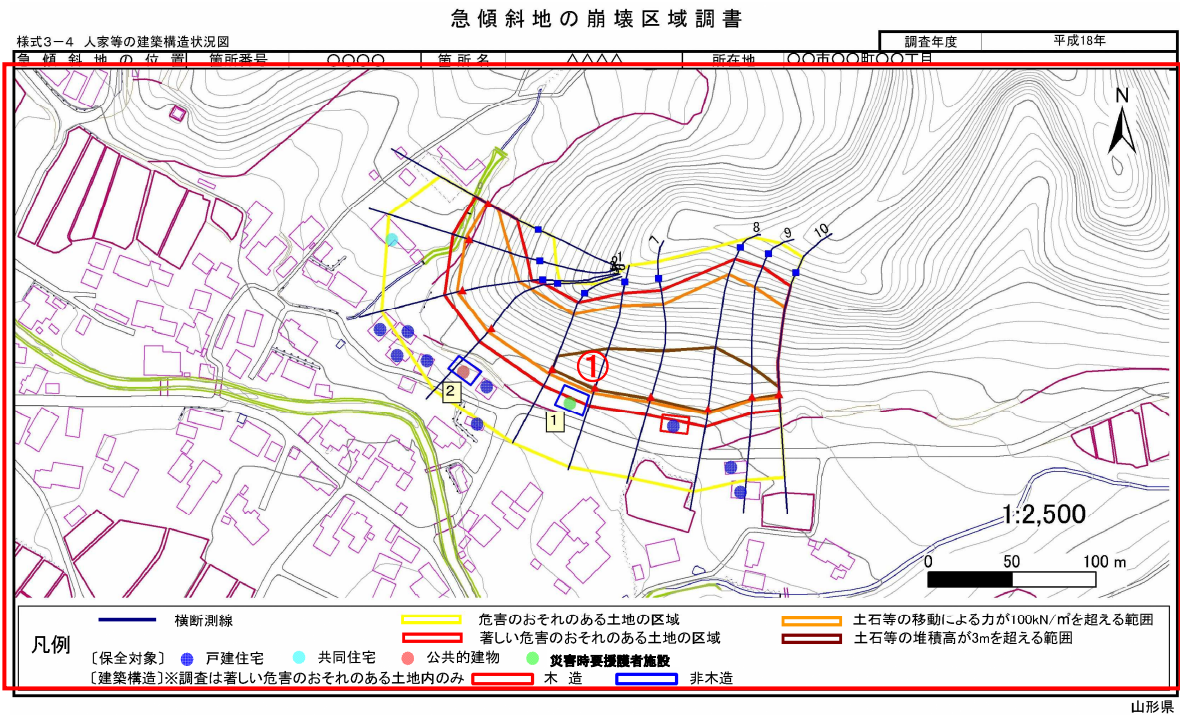 急傾斜地の崩壊区域調書
様式3-4 人家等の建築構造状況図
調査年度 平成18年
急傾斜地の位置 箇所番号 〇〇〇〇 箇所名 △△△△ 所在地 〇〇市〇〇町〇〇丁目
N
1
7
8
9
10
①
2
1
1:2,500
0 50 100 m
凡例
横断測線
危害のおそれのある土地の区域
土石等の移動による力が100kN/㎡を超える範囲
著しい危害のおそれのある土地の区域
土石等の堆積高が3mを超える範囲
〔保全対象〕 戸建住宅 共同住宅 公共的建物 災害時要援護者施設
〔建築構造〕※調査は著しい危害のおそれのある土地内のみ 木造 非木造
山形県